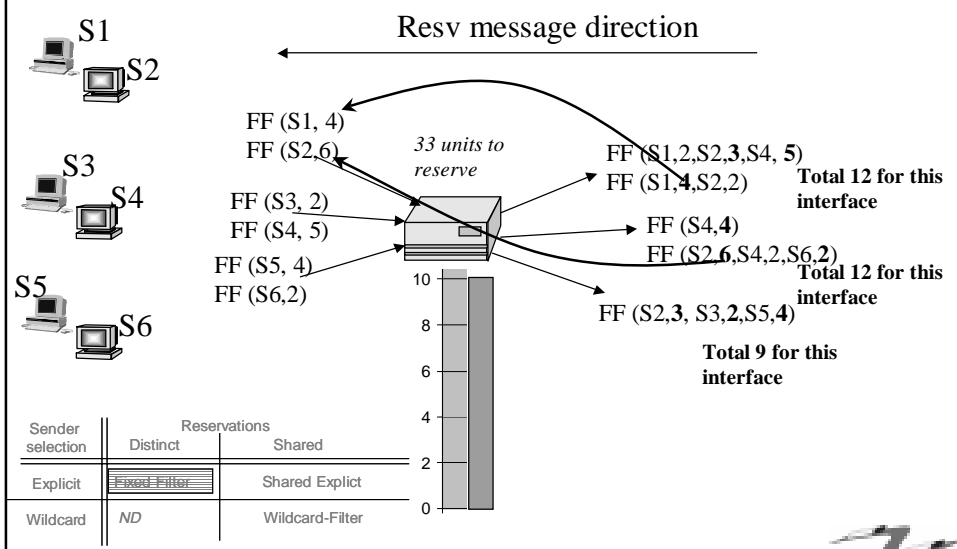 Resv message direction
S1
S2
S3
S4
S5
S6
FF (S1, 4)
FF (S2,6)
FF (S3, 2)
FF (S4, 5)
FF (S5, 4)
FF (S6,2)
33 units to
reserve
FF (S1,2,S2,3,S4, 5)
FF (S1,4,S2,2)
Total 12 for this
interface
FF (S4,4)
FF (S2,6,S4,2,S6,2)
Total 12 for this
interface
FF (S2,3, S3,2,S5,4)
Total 9 for this
interface
10
8
6
4
2
0
Sender
selection
Reservations
Distinct
Shared
Explicit
Fixed Filter
Shared Explict
Wildcard
ND
Wildcard-Filter